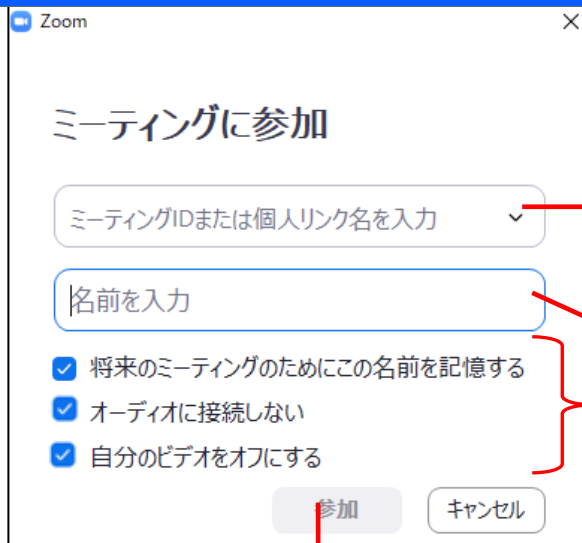 Zoom
ミーティングに参加
ミーティングIDまたは個人リンク名を入力
名前を入力
将来のミーティングのためにこの名前を記憶する
オーディオに接続しない
自分のビデオをオフにする
参加 キャンセル